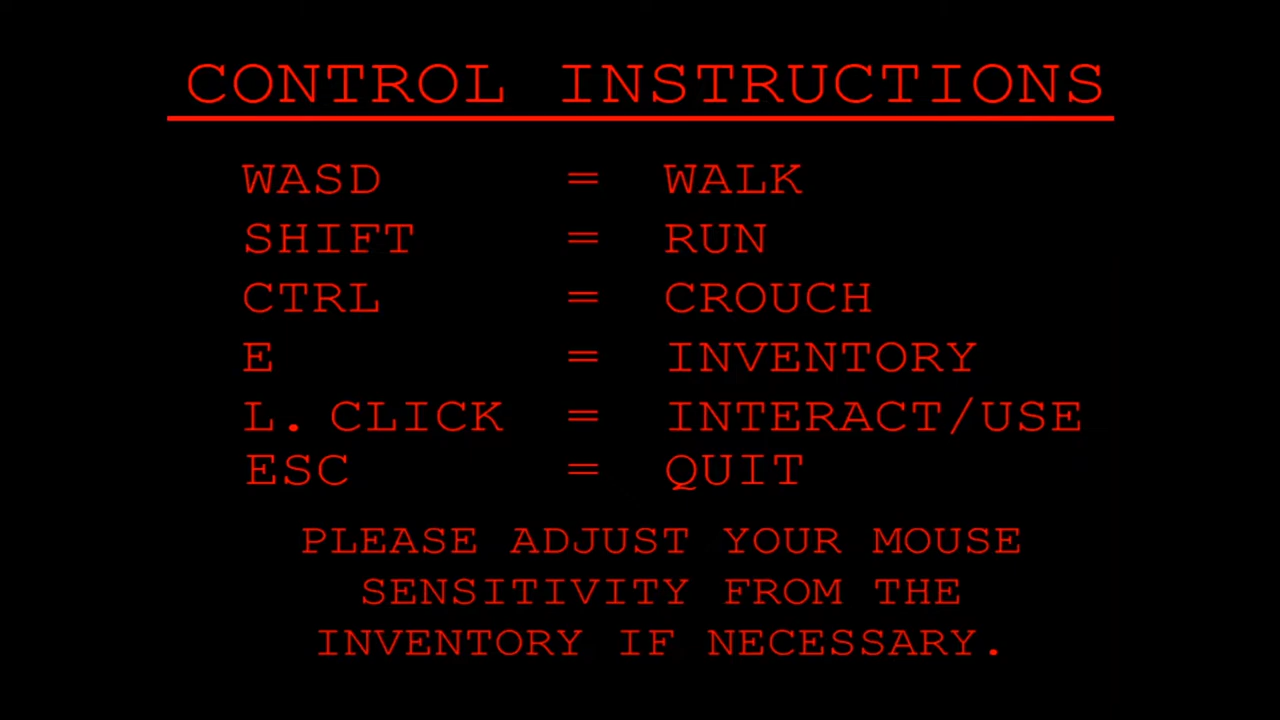 CONTROL INSTRUCTIONS
WASD = WALK
SHIFT = RUN
CTRL = CROUCH
E = INVENTORY
L. CLICK = INTERACT/USE
ESC = QUIT
PLEASE ADJUST YOUR MOUSE
SENSITIVITY FROM THE
INVENTORY IF NECESSARY.